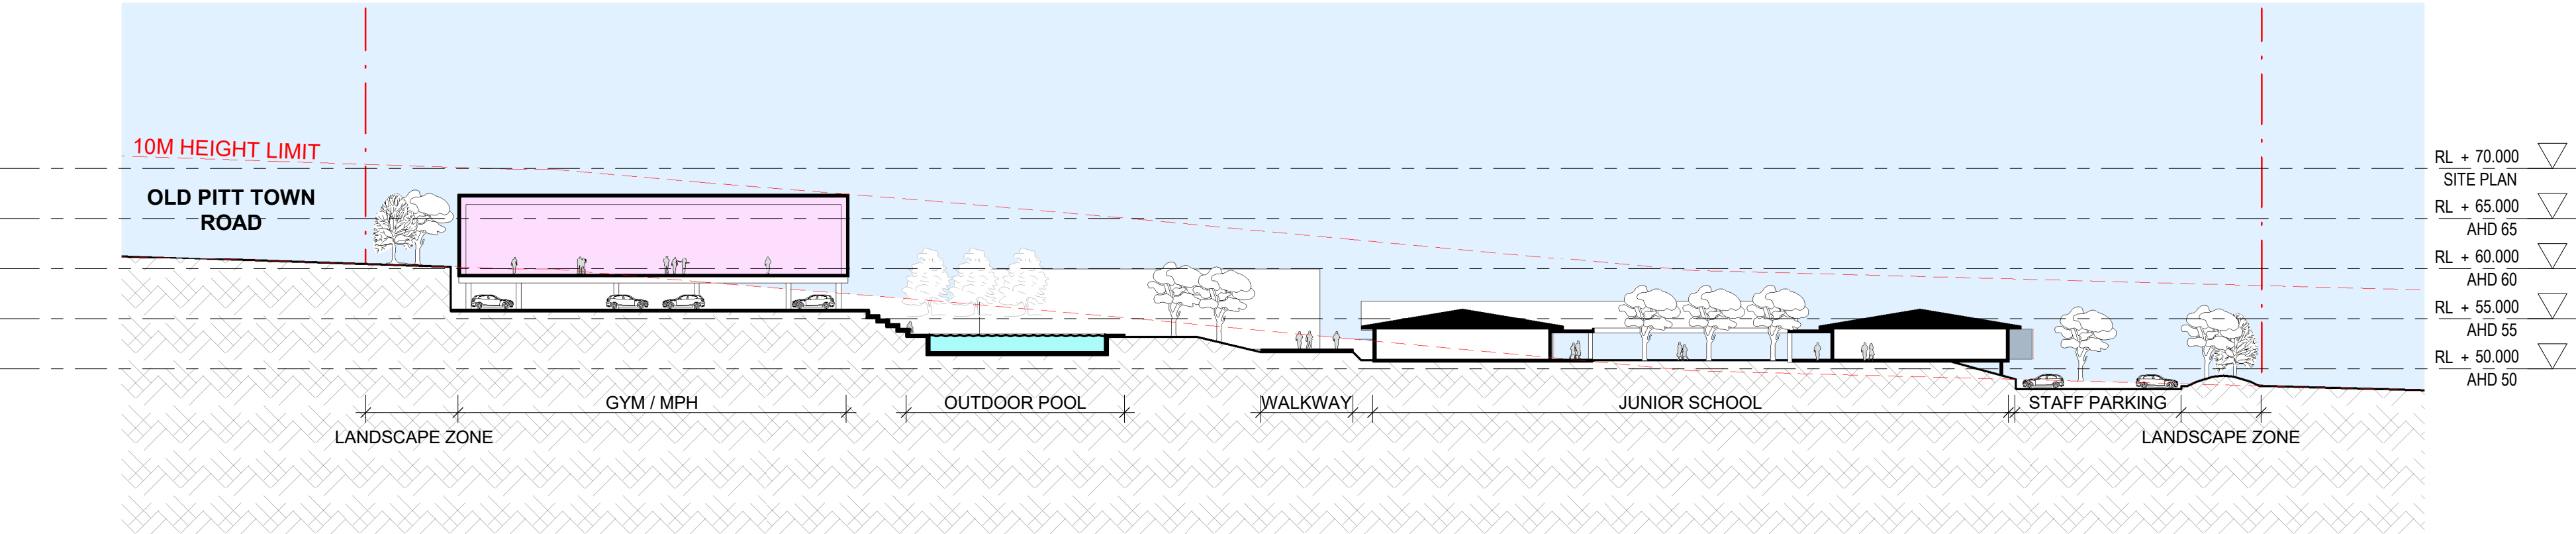 10M HEIGHT LIMIT
OLD PITT TOWN
ROAD
RL + 70.000
SITE PLAN
RL + 65.000
AHD 65
RL + 60.000
AHD 60
RL + 55.000
AHD 55
RL + 50.000
AHD 50
GYM / MPH
OUTDOOR POOL
WALKWAY
JUNIOR SCHOOL
STAFF PARKING
LANDSCAPE ZONE
LANDSCAPE ZONE